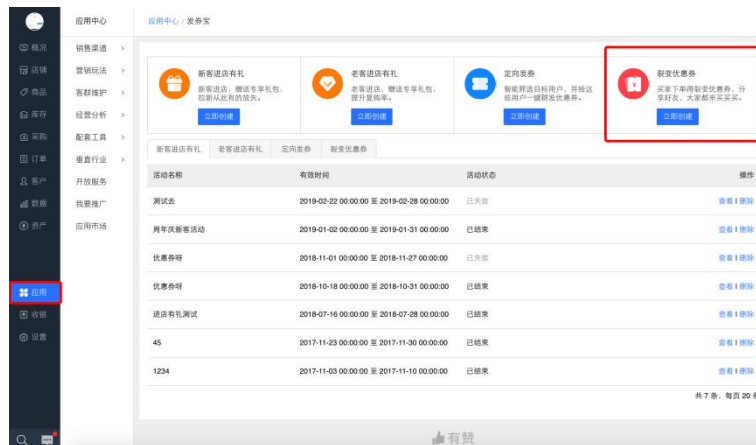 应用中心
应用中心 / 发券宝
概况
店铺
商品
库存
采购
订单
客户
数据
资产
应用
收银
设置
销售渠道 >
营销玩法 >
客群维护 >
经营分析 >
配套工具 >
垂直行业 >
开放服务
我要推广
应用市场
新客进店有礼
新客进店，赠送专享礼包，
拉新从此有的放矢。
立即创建
老客进店有礼
老客进店，赠送专享礼包，
提升复购率。
立即创建
定向发券
智能筛选目标用户，并给这
些用户一键群发优惠券。
立即创建
裂变优惠券
买家下单得裂变优惠券，分
享好友，大家都来买买买。
立即创建
新客进店有礼 老客进店有礼 定向发券 裂变优惠券
活动名称 有效时间 活动状态 操作
测试去 2019-02-22 00:00:00 至 2019-02-28 00:00:00 已失效 查看 | 删除
周年庆新客活动 2019-01-02 00:00:00 至 2019-01-31 00:00:00 已结束 查看 | 删除
优惠券呀 2018-11-01 00:00:00 至 2018-11-27 00:00:00 已失效 查看 | 删除
优惠券呀 2018-10-18 00:00:00 至 2018-10-31 00:00:00 已结束 查看 | 删除
进店有礼测试 2018-07-16 00:00:00 至 2018-07-28 00:00:00 已结束 查看 | 删除
45 2017-11-23 00:00:00 至 2017-11-30 00:00:00 已结束 查看 | 删除
1234 2017-11-03 00:00:00 至 2017-11-10 00:00:00 已结束 查看 | 删除
共 7 条，每页 20 条
有赞